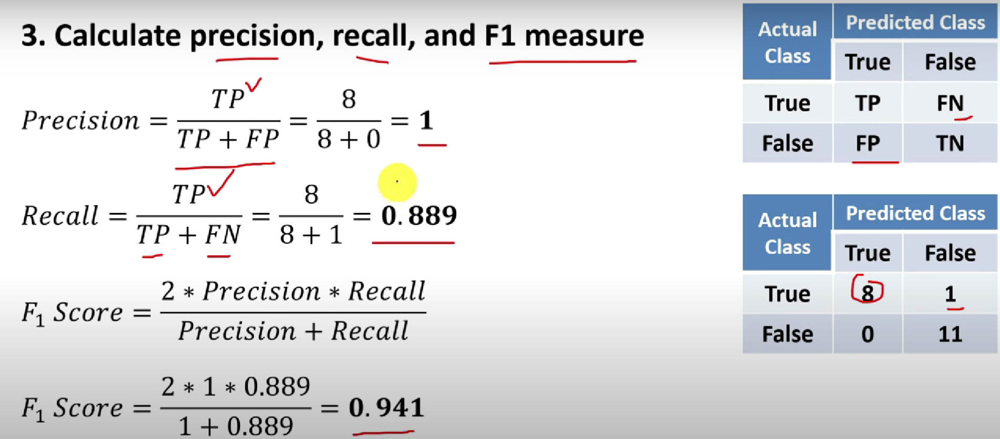 3. Calculate precision, recall, and F1 measure
Precision = TP / (TP + FP) = 8 / (8 + 0) = 1
Recall = TP / (TP + FN) = 8 / (8 + 1) = 0.889
F₁ Score = (2 * Precision * Recall) / (Precision + Recall)
F₁ Score = (2 * 1 * 0.889) / (1 + 0.889) = 0.941
Actual Class Predicted Class
True False
True TP FN
False FP TN
Actual Class Predicted Class
True False
True 8 1
False 0 11